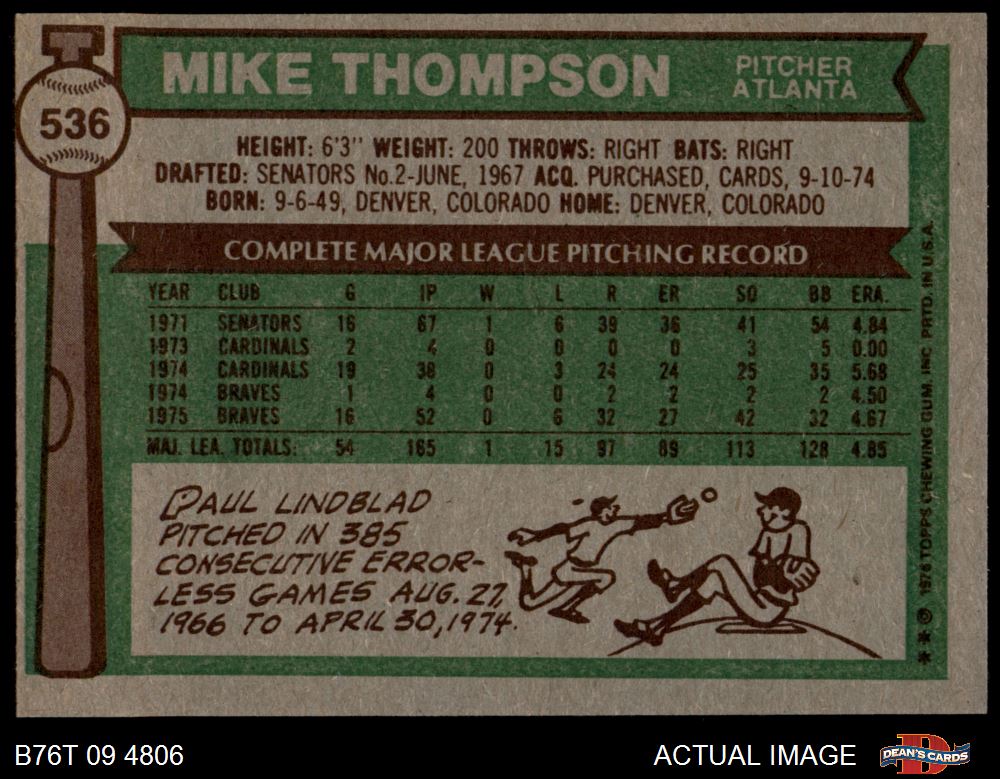 MIKE THOMPSON
PITCHER
ATLANTA
536
HEIGHT: 6'3" WEIGHT: 200 THROWS: RIGHT BATS: RIGHT
DRAFTED: SENATORS No.2-JUNE, 1967 ACQ. PURCHASED, CARDS, 9-10-74
BORN: 9-6-49, DENVER, COLORADO HOME: DENVER, COLORADO
COMPLETE MAJOR LEAGUE PITCHING RECORD
YEAR CLUB G IP W L R ER SO BB ERA.
1971 SENATORS 16 67 1 6 39 36 41 54 4.84
1973 CARDINALS 2 4 0 0 0 0 3 5 0.00
1974 CARDINALS 19 38 0 3 24 24 25 35 5.68
1974 BRAVES 1 4 0 0 2 2 2 2 4.50
1975 BRAVES 16 52 0 6 32 27 42 32 4.67
MAJ. LEA. TOTALS: 54 165 1 15 97 89 113 128 4.85
PAUL LINDBLAD
PITCHED IN 385
CONSECUTIVE ERROR-
LESS GAMES AUG. 27,
1966 TO APRIL 30, 1974.
** © 1976 TOPPS CHEWING GUM, INC. PRTD. IN U.S.A.
B76T 09 4806
ACTUAL IMAGE
DEAN'S CARDS